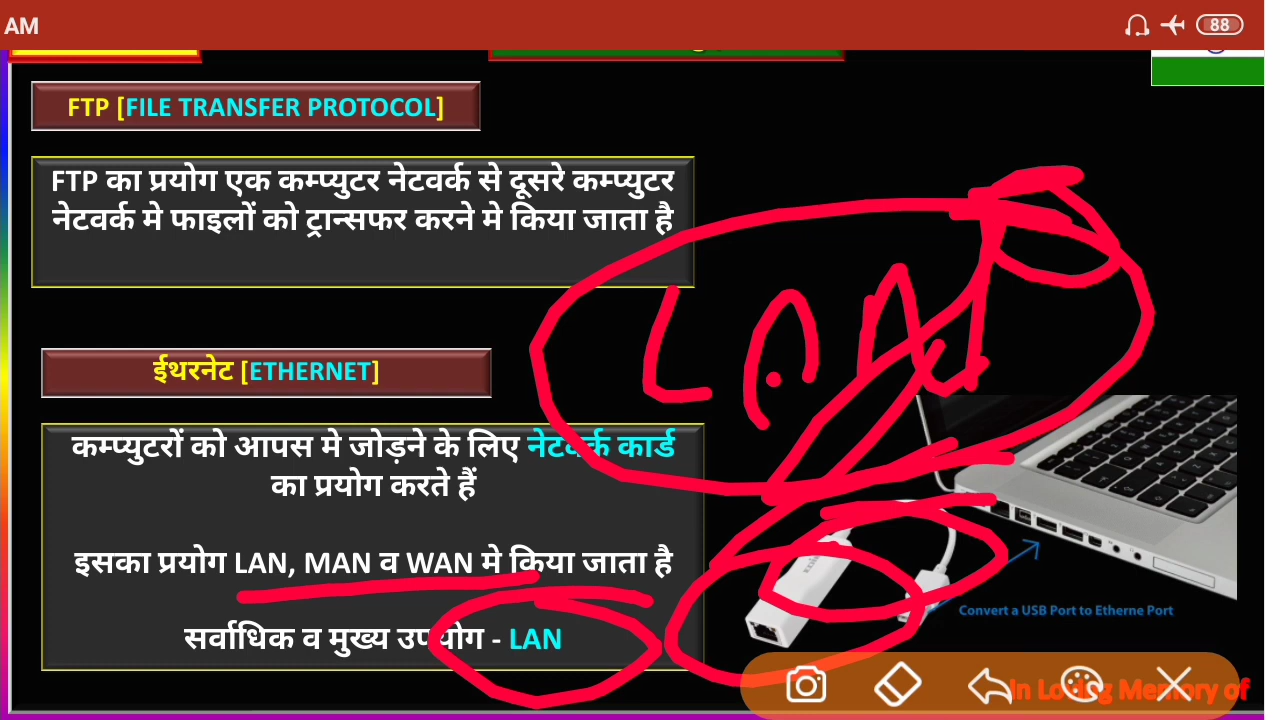 AM
88
FTP [FILE TRANSFER PROTOCOL]
FTP का प्रयोग एक कम्प्युटर नेटवर्क से दूसरे कम्प्युटर
नेटवर्क मे फाइलों को ट्रान्सफर करने मे किया जाता है
LAN
ईथरनेट [ETHERNET]
कम्प्युटरों को आपस मे जोड़ने के लिए नेटवर्क कार्ड
का प्रयोग करते हैं
इसका प्रयोग LAN, MAN व WAN मे किया जाता है
सर्वाधिक व मुख्य उपयोग - LAN
Convert a USB Port to Etherne Port
In Loving Memory of